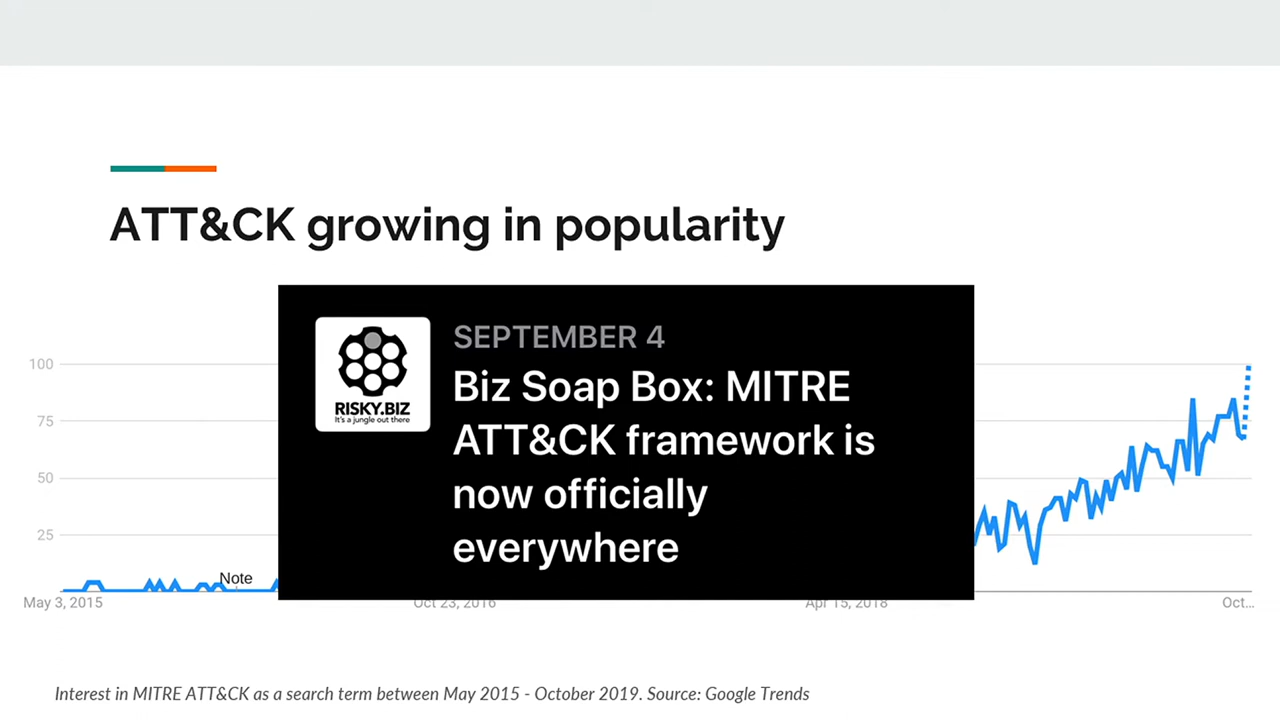 ATT&CK growing in popularity
SEPTEMBER 4
Biz Soap Box: MITRE
ATT&CK framework is
now officially
everywhere
RISKY.BIZ
It's a jungle out there
100
75
50
25
Note
May 3, 2015
Oct 23, 2016
Apr 15, 2018
Oct...
Interest in MITRE ATT&CK as a search term between May 2015 - October 2019. Source: Google Trends